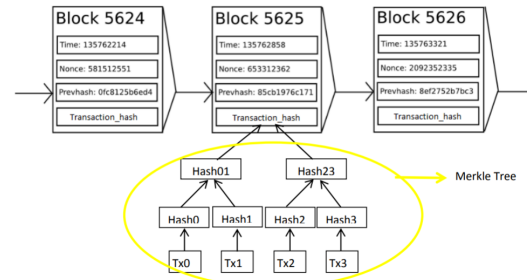 Block 5624
Time: 135762214
Nonce: 581512551
Prevhash: 0fc8125b6ed4
Transaction_hash
Block 5625
Time: 135762858
Nonce: 653312362
Prevhash: 85cb1976c171
Transaction_hash
Block 5626
Time: 135763321
Nonce: 2092352335
Prevhash: 8ef2752b7bc3
Transaction_hash
Hash01 Hash23
Merkle Tree
Hash0 Hash1 Hash2 Hash3
Tx0 Tx1 Tx2 Tx3